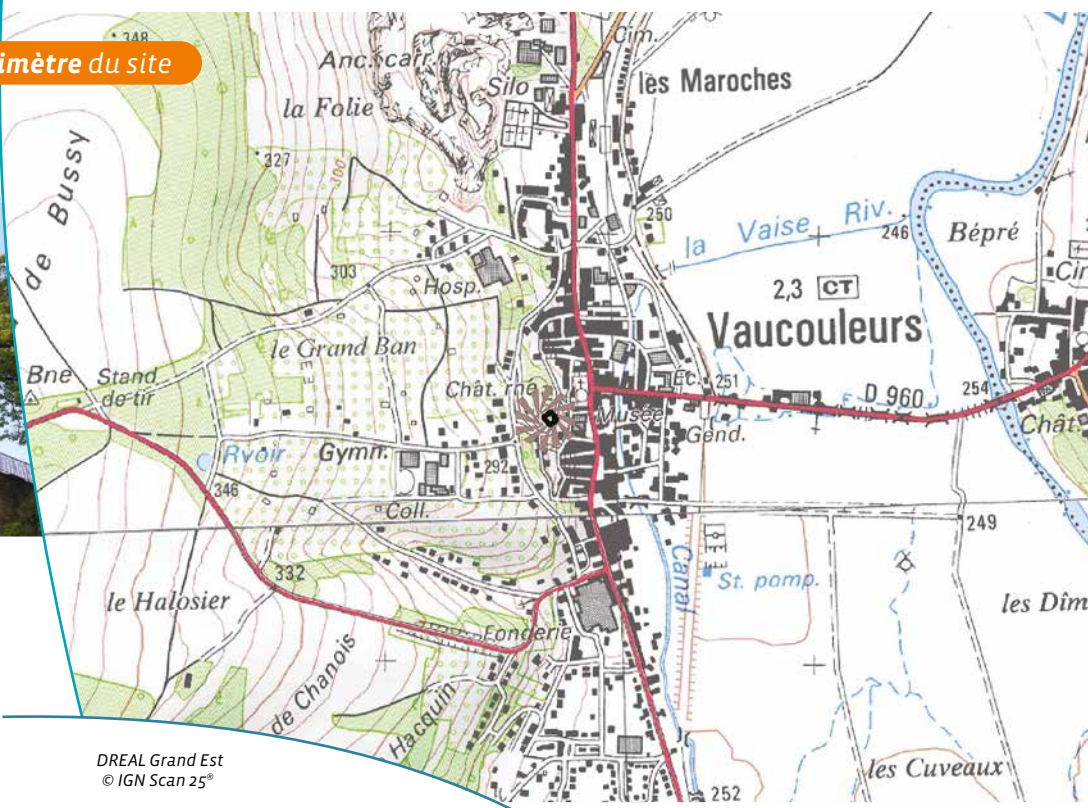 348
imètre du site
Anc. carr.
Cim.
les Maroches
Silo
la Folie
327
300
de Bussy
250
la Vaise Riv.
246
Bépré
303
Hosp.
2,3 CT
Vaucouleurs
le Grand Ban
Bne
Stand
de tir
Chât. rné
Éc.
251
D 960
254
Musée
Gend.
Chât.
Rvoir
Gymn.
292
346
Coll.
249
Canal
St. pomp.
332
le Halosier
les Dîm
Fonderie
de Chanois
Hacquin
les Cuveaux
252
DREAL Grand Est
© IGN Scan 25®